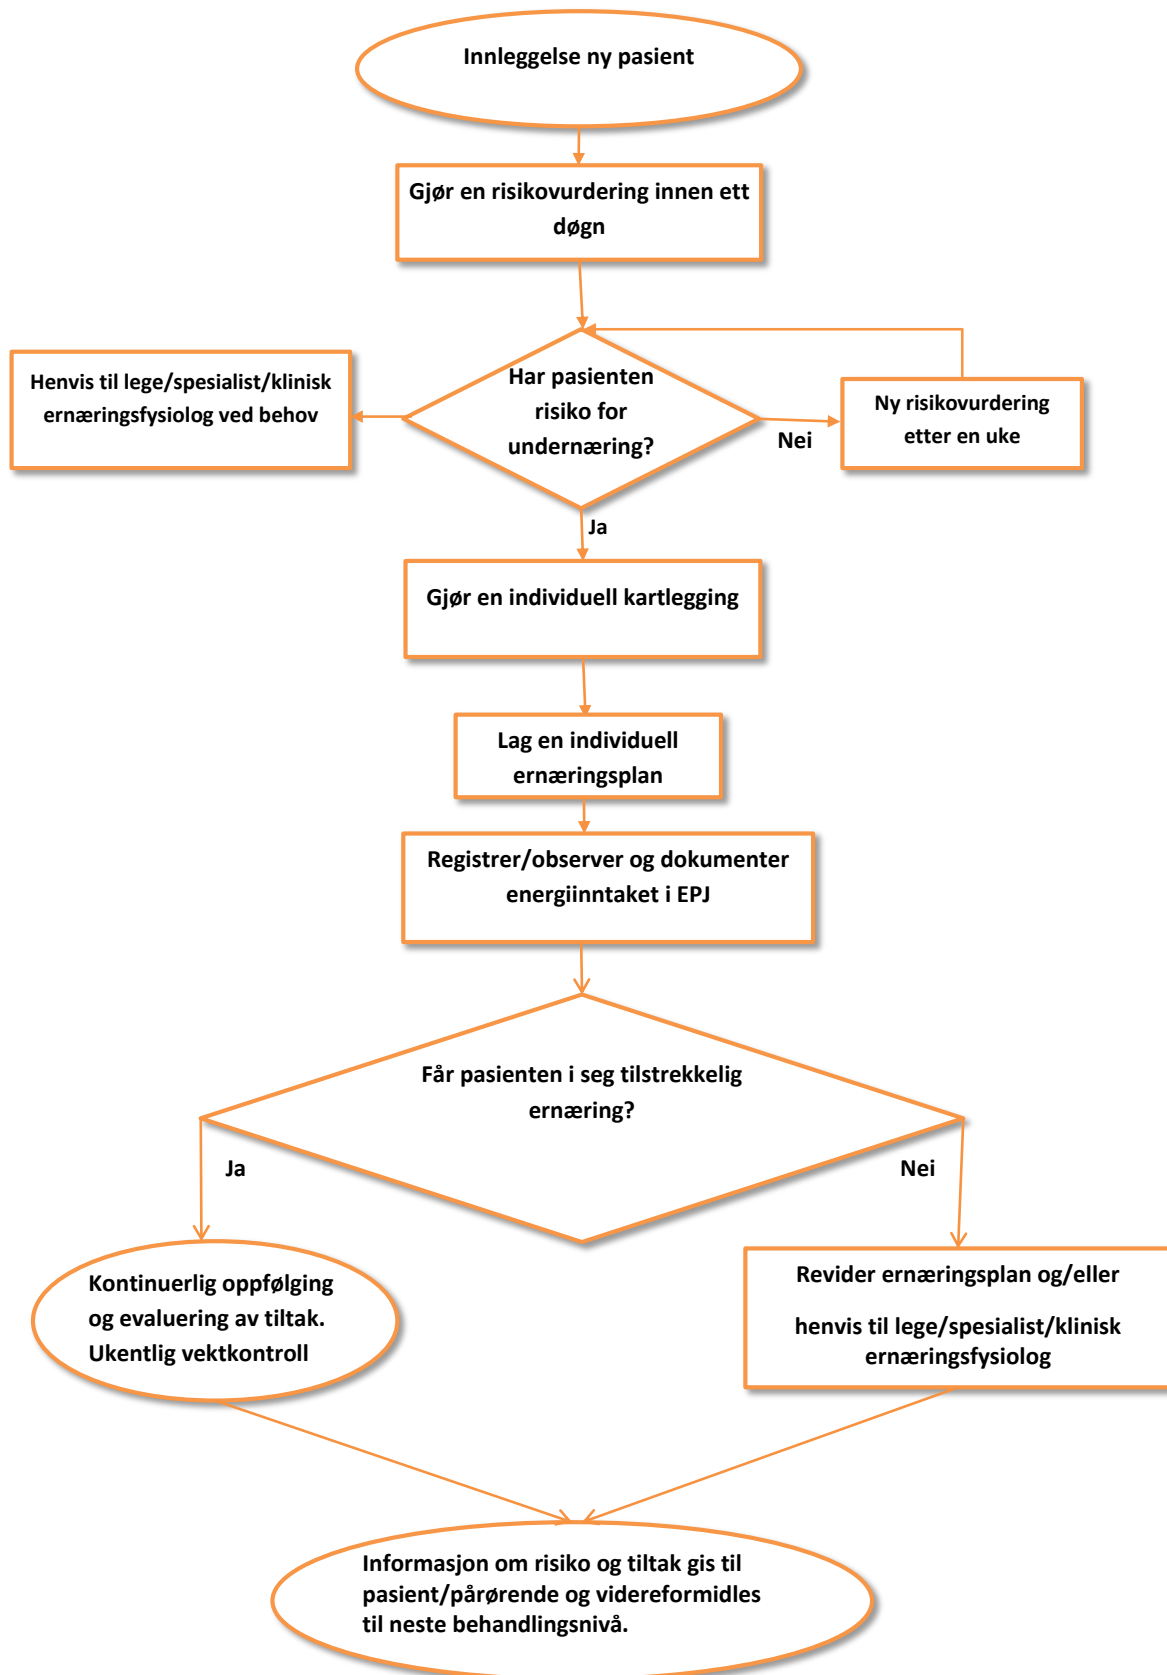 Innleggelse ny pasient
Gjør en risikovurdering innen ett
døgn
Henvis til lege/spesialist/klinisk
ernæringsfysiolog ved behov
Har pasienten
risiko for
undernæring?
Nei
Ny risikovurdering
etter en uke
Ja
Gjør en individuell kartlegging
Lag en individuell
ernæringsplan
Registrer/observer og dokumenter
energiinntaket i EPJ
Får pasienten i seg tilstrekkelig
ernæring?
Ja
Nei
Kontinuerlig oppfølging
og evaluering av tiltak.
Ukentlig vektkontroll
Revider ernæringsplan og/eller
henvis til lege/spesialist/klinisk
ernæringsfysiolog
Informasjon om risiko og tiltak gis til
pasient/pårørende og videreformidles
til neste behandlingsnivå.